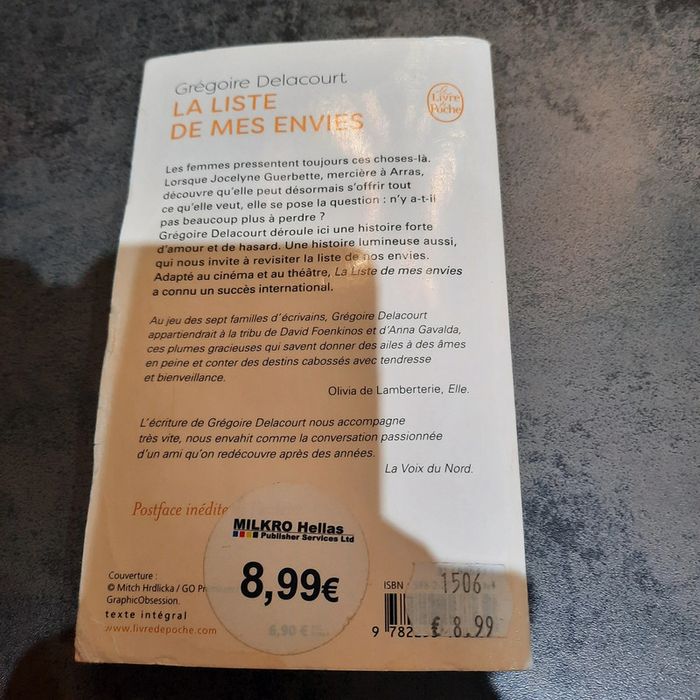 Grégoire Delacourt
LA LISTE
DE MES ENVIES
Le Livre de Poche
Les femmes pressentent toujours ces choses-là.
Lorsque Jocelyne Guerbette, mercière à Arras,
découvre qu'elle peut désormais s'offrir tout
ce qu'elle veut, elle se pose la question : n'y a-t-il
pas beaucoup plus à perdre ?
Grégoire Delacourt déroule ici une histoire forte
d'amour et de hasard. Une histoire lumineuse aussi,
qui nous invite à revisiter la liste de nos envies.
Adapté au cinéma et au théâtre, La Liste de mes envies
a connu un succès international.
Au jeu des sept familles d'écrivains, Grégoire Delacourt
appartiendrait à la tribu de David Foenkinos et d'Anna Gavalda,
ces plumes gracieuses qui savent donner des ailes à des âmes
en peine et conter des destins cabossés avec tendresse
et bienveillance.
Olivia de Lamberterie, Elle.
L'écriture de Grégoire Delacourt nous accompagne
très vite, nous envahit comme la conversation passionnée
d'un ami qu'on redécouvre après des années.
La Voix du Nord.
Postface inédite
MILKRO Hellas
Publisher Services Ltd
8,99€
Couverture :
© Mitch Hrdlicka / GO
GraphicObsession.
texte intégral
www.livredepoche.com
6,90 €
ISBN
1506
€ 8.99
9 782